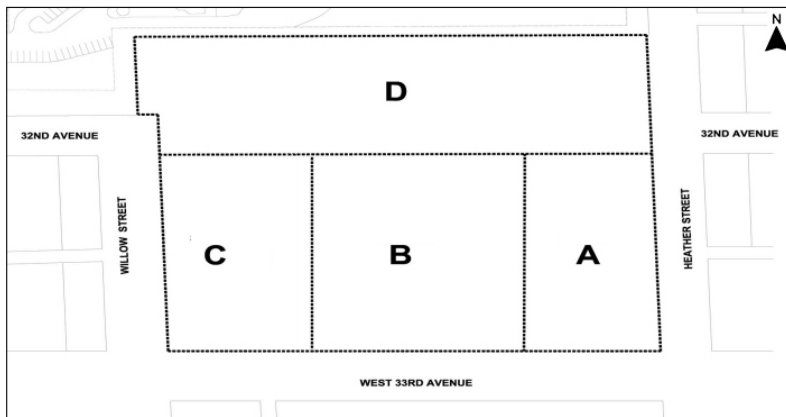 N
D
32ND AVENUE
32ND AVENUE
WILLOW STREET
C
B
A
HEATHER STREET
WEST 33RD AVENUE